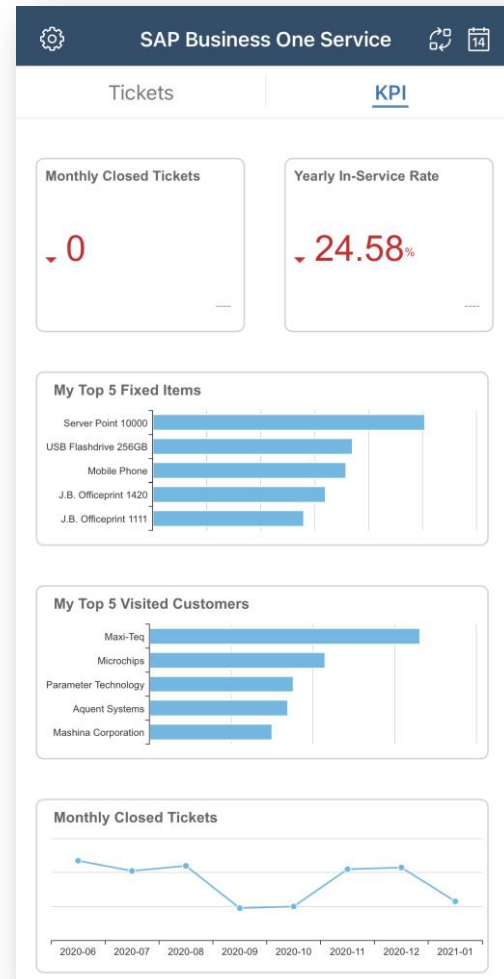 SAP Business One Service
14
Tickets
KPI
Monthly Closed Tickets
0
----
Yearly In-Service Rate
24.58%
----
My Top 5 Fixed Items
Server Point 10000
USB Flashdrive 256GB
Mobile Phone
J.B. Officeprint 1420
J.B. Officeprint 1111
My Top 5 Visited Customers
Maxi-Teq
Microchips
Parameter Technology
Aquent Systems
Mashina Corporation
Monthly Closed Tickets
2020-06 2020-07 2020-08 2020-09 2020-10 2020-11 2020-12 2021-01